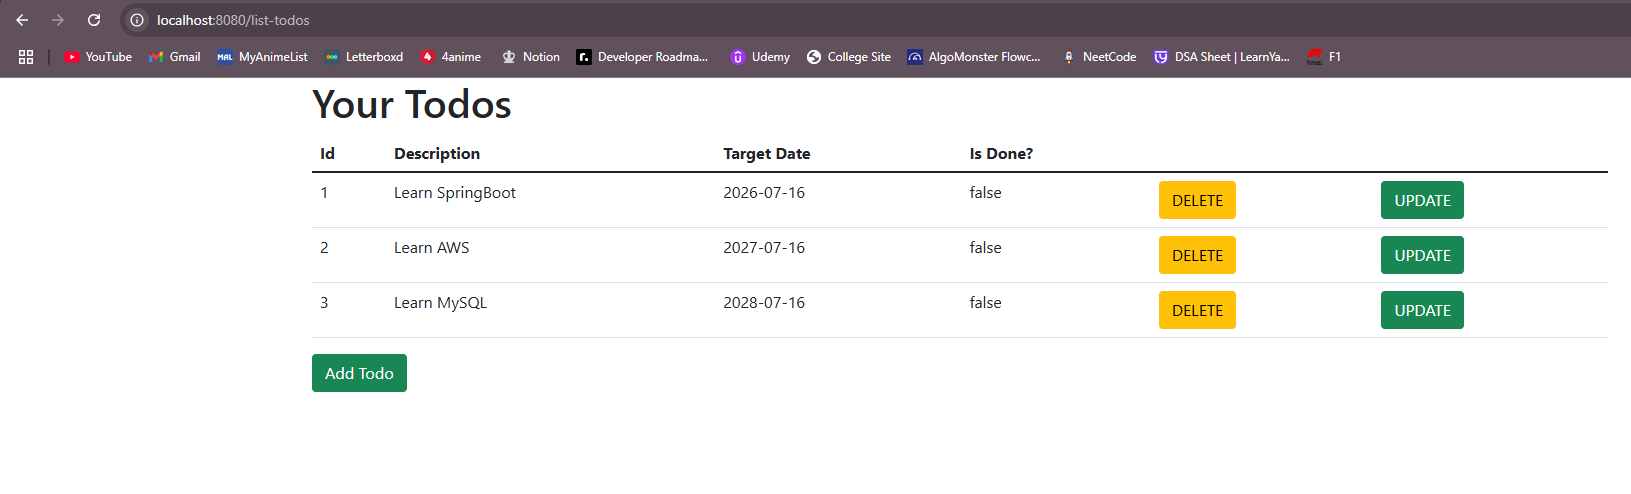 localhost:8080/list-todos
YouTube Gmail MAL MyAnimeList Letterboxd 4anime Notion Developer Roadma... Udemy College Site AlgoMonster Flowc... NeetCode DSA Sheet | LearnYa... F1
Your Todos
Id Description Target Date Is Done?
1 Learn SpringBoot 2026-07-16 false DELETE UPDATE
2 Learn AWS 2027-07-16 false DELETE UPDATE
3 Learn MySQL 2028-07-16 false DELETE UPDATE
Add Todo